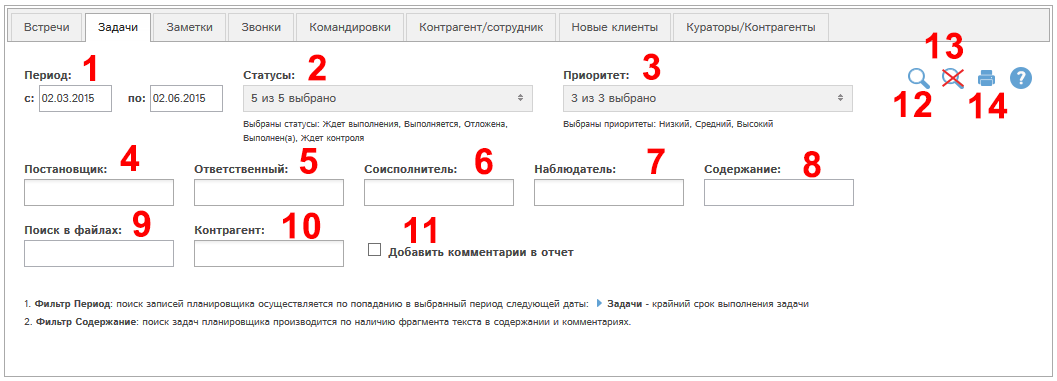 Встречи Задачи Заметки Звонки Командировки Контрагент/сотрудник Новые клиенты Кураторы/Контрагенты
13
Период: 1 Статусы: 2 Приоритет: 3
с: 02.03.2015 по: 02.06.2015 5 из 5 выбрано 3 из 3 выбрано ?
12 14
Выбраны статусы: Ждет выполнения, Выполняется, Отложена,
Выполнен(а), Ждет контроля
Выбраны приоритеты: Низкий, Средний, Высокий
Постановщик: 4 Ответственный: 5 Соисполнитель: 6 Наблюдатель: 7 Содержание: 8
Поиск в файлах: 9 Контрагент: 10 11
Добавить комментарии в отчет
1. Фильтр Период: поиск записей планировщика осуществляется по попаданию в выбранный период следующей даты: Задачи - крайний срок выполнения задачи
2. Фильтр Содержание: поиск задач планировщика производится по наличию фрагмента текста в содержании и комментариях.